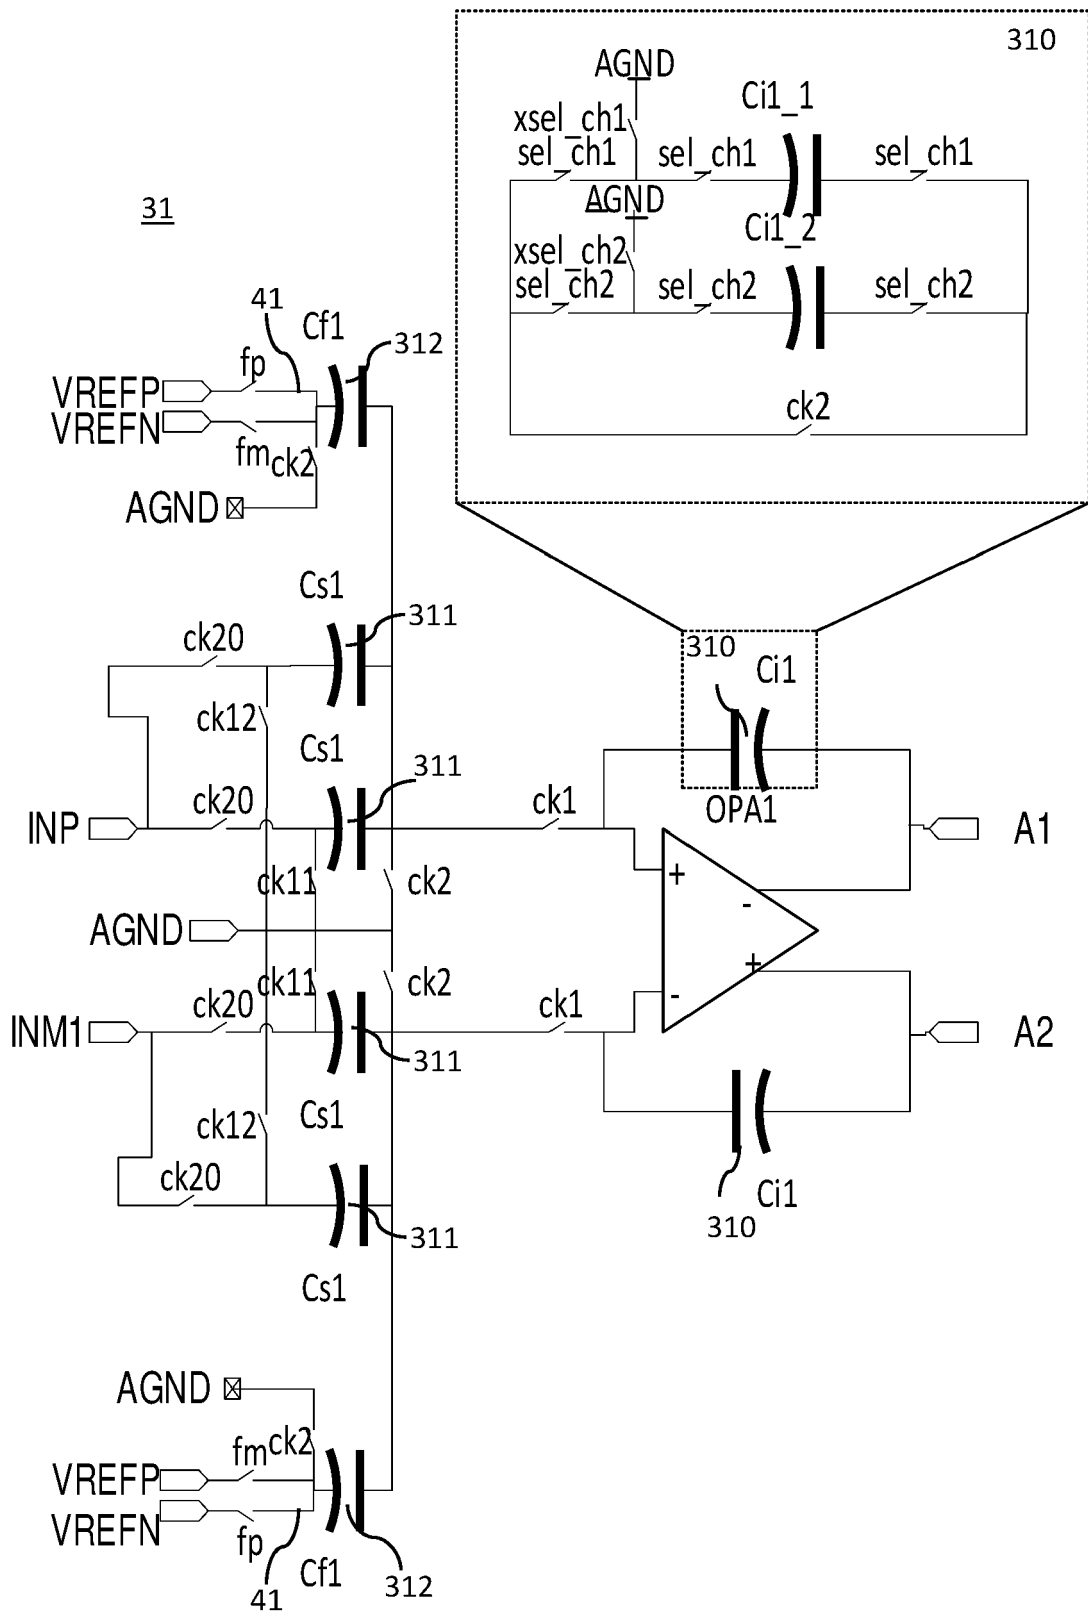 310
AGND
Ci1_1
xsel_ch1
sel_ch1 sel_ch1 sel_ch1
AGND
Ci1_2
xsel_ch2
sel_ch2 sel_ch2 sel_ch2
ck2
31
41
Cf1
312
fp
VREFP
VREFN
fm
ck2
AGND
Cs1
311
ck20
ck12
Cs1
311
310
Ci1
OPA1
INP
ck20
ck1
A1
ck11
ck2
+
-
AGND
+
-
ck11
ck2
INM1
ck20
ck1
A2
311
Cs1
ck12
ck20
311
Ci1
310
Cs1
AGND
ck2
fm
VREFP
VREFN
fp
41
Cf1
312